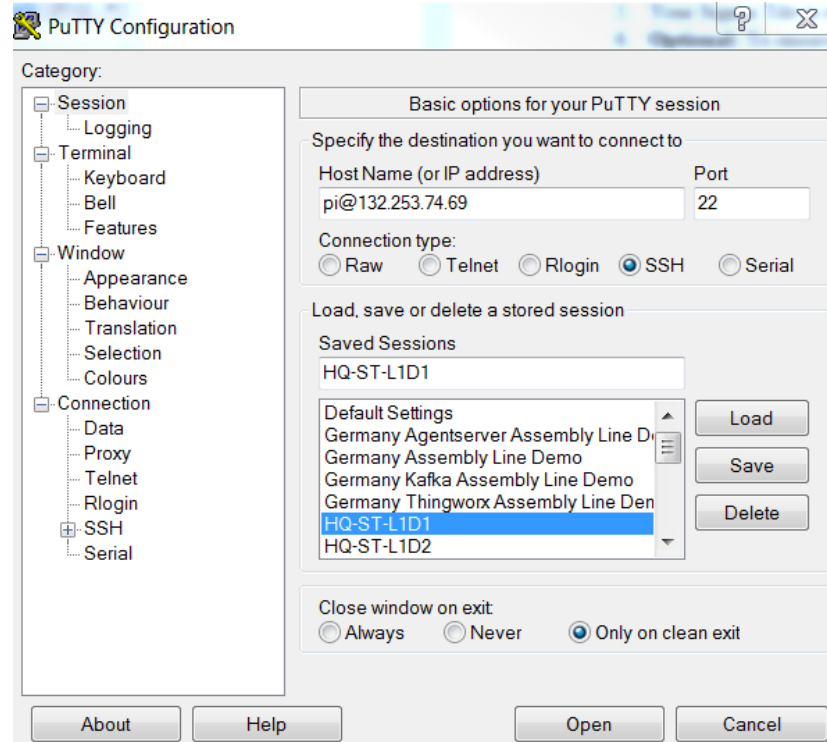 PuTTY Configuration
Category:
Session
Logging
Terminal
Keyboard
Bell
Features
Window
Appearance
Behaviour
Translation
Selection
Colours
Connection
Data
Proxy
Telnet
Rlogin
SSH
Serial
Basic options for your PuTTY session
Specify the destination you want to connect to
Host Name (or IP address) Port
pi@132.253.74.69 22
Connection type:
Raw Telnet Rlogin SSH Serial
Load, save or delete a stored session
Saved Sessions
HQ-ST-L1D1
Default Settings
Germany Agentserver Assembly Line D
Germany Assembly Line Demo
Germany Kafka Assembly Line Demo
Germany Thingworx Assembly Line Den
HQ-ST-L1D1
HQ-ST-L1D2
Load
Save
Delete
Close window on exit:
Always Never Only on clean exit
About Help Open Cancel